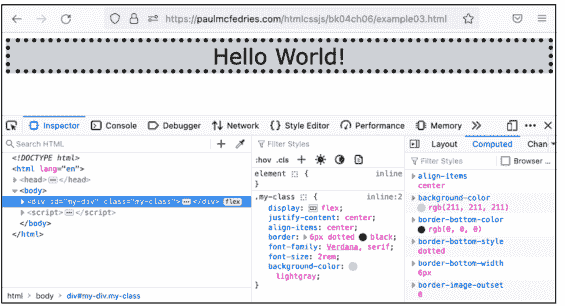 https://paulmcfedries.com/htmlcssjs/bk04ch06/example03.html
Hello World!
Inspector Console Debugger Network Style Editor Performance Memory
Search HTML
<!DOCTYPE html>
<html lang="en">
<head> </head>
<body>
<div id="my-div" class="my-class"> </div> flex
<script> </script>
</body>
</html>
html body div#my-div.my-class
Filter Styles
:hov .cls
element { inline
}
.my-class { inline:2
display: flex;
justify-content: center;
align-items: center;
border: 6px dotted black;
font-family: Verdana, serif;
font-size: 2rem;
background-color:
lightgray;
}
Layout Computed Chan
Filter Styles Browser ...
align-items
center
background-color
rgb(211, 211, 211)
border-bottom-color
rgb(0, 0, 0)
border-bottom-style
dotted
border-bottom-width
6px
border-image-outset
0